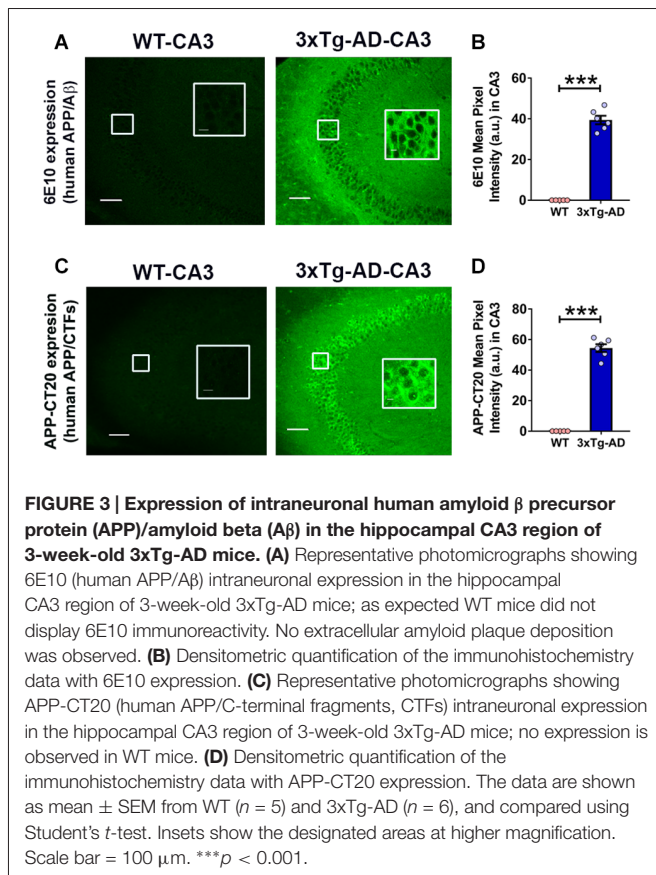 A
WT-CA3
3xTg-AD-CA3
B
6E10 expression
(human APP/Aβ)
6E10 Mean Pixel
Intensity (a.u.) in CA3
60
40
20
0
***
WT 3xTg-AD
C
WT-CA3
3xTg-AD-CA3
D
APP-CT20 expression
(human APP/CTFs)
APP-CT20 Mean Pixel
Intensity (a.u.) in CA3
80
60
40
20
0
***
WT 3xTg-AD
FIGURE 3 | Expression of intraneuronal human amyloid β precursor
protein (APP)/amyloid beta (Aβ) in the hippocampal CA3 region of
3-week-old 3xTg-AD mice. (A) Representative photomicrographs showing
6E10 (human APP/Aβ) intraneuronal expression in the hippocampal
CA3 region of 3-week-old 3xTg-AD mice; as expected WT mice did not
display 6E10 immunoreactivity. No extracellular amyloid plaque deposition
was observed. (B) Densitometric quantification of the immunohistochemistry
data with 6E10 expression. (C) Representative photomicrographs showing
APP-CT20 (human APP/C-terminal fragments, CTFs) intraneuronal expression
in the hippocampal CA3 region of 3-week-old 3xTg-AD mice; no expression is
observed in WT mice. (D) Densitometric quantification of the
immunohistochemistry data with APP-CT20 expression. The data are shown
as mean ± SEM from WT (n = 5) and 3xTg-AD (n = 6), and compared using
Student's t-test. Insets show the designated areas at higher magnification.
Scale bar = 100 μm. ***p < 0.001.